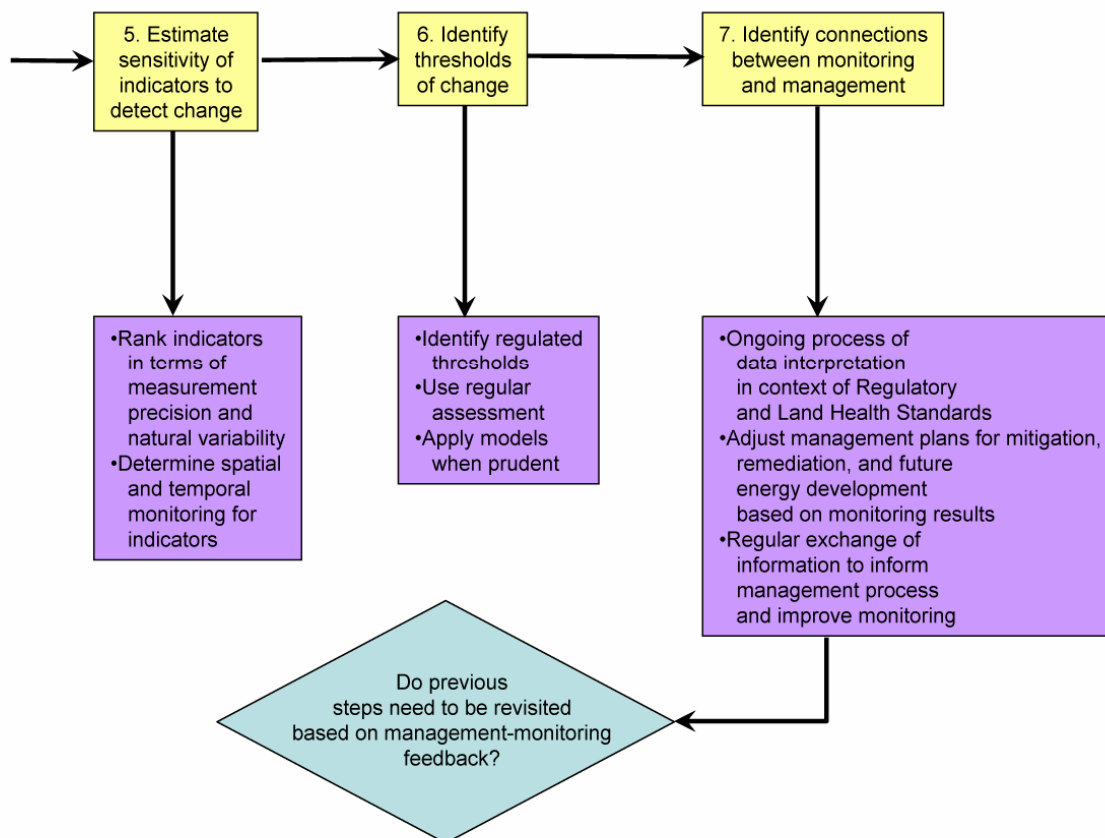 5. Estimate
sensitivity of
indicators to
detect change
6. Identify
thresholds
of change
7. Identify connections
between monitoring
and management
•Rank indicators
in terms of
measurement
precision and
natural variability
•Determine spatial
and temporal
monitoring for
indicators
•Identify regulated
thresholds
•Use regular
assessment
•Apply models
when prudent
•Ongoing process of
data interpretation
in context of Regulatory
and Land Health Standards
•Adjust management plans for mitigation,
remediation, and future
energy development
based on monitoring results
•Regular exchange of
information to inform
management process
and improve monitoring
Do previous
steps need to be revisited
based on management-monitoring
feedback?